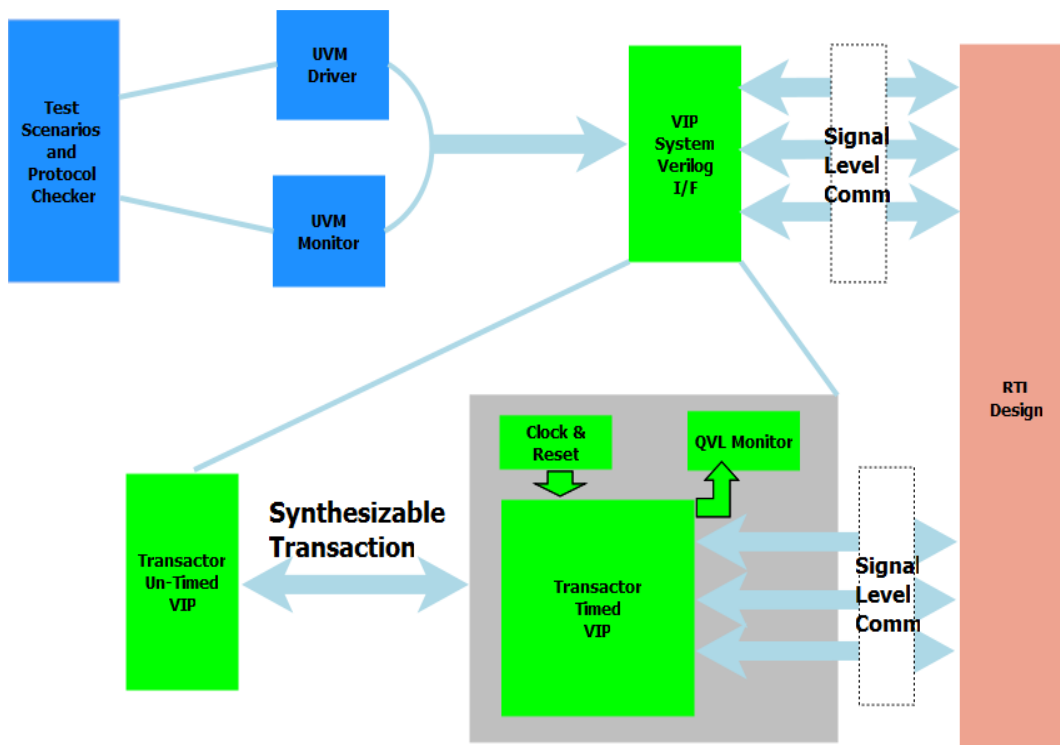 Test
Scenarios
and
Protocol
Checker
UVM
Driver
UVM
Monitor
VIP
System
Verilog
I/F
Signal
Level
Comm
RTI
Design
Clock &
Reset
QVL Monitor
Synthesizable
Transaction
Transactor
Un-Timed
VIP
Transactor
Timed
VIP
Signal
Level
Comm